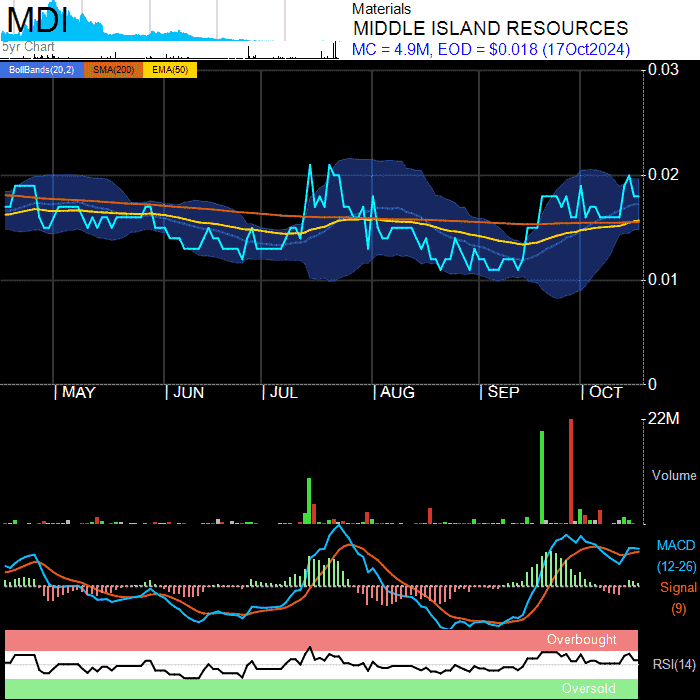 MDI
5yr Chart
Materials
MIDDLE ISLAND RESOURCES
MC = 4.9M, EOD = $0.018 (17Oct2024)
BollBands(20,2) SMA(200) EMA(50)
0.03
0.02
0.01
0
MAY JUN JUL AUG SEP OCT
22M
Volume
MACD
(12-26)
Signal
(9)
Overbought
RSI(14)
Oversold